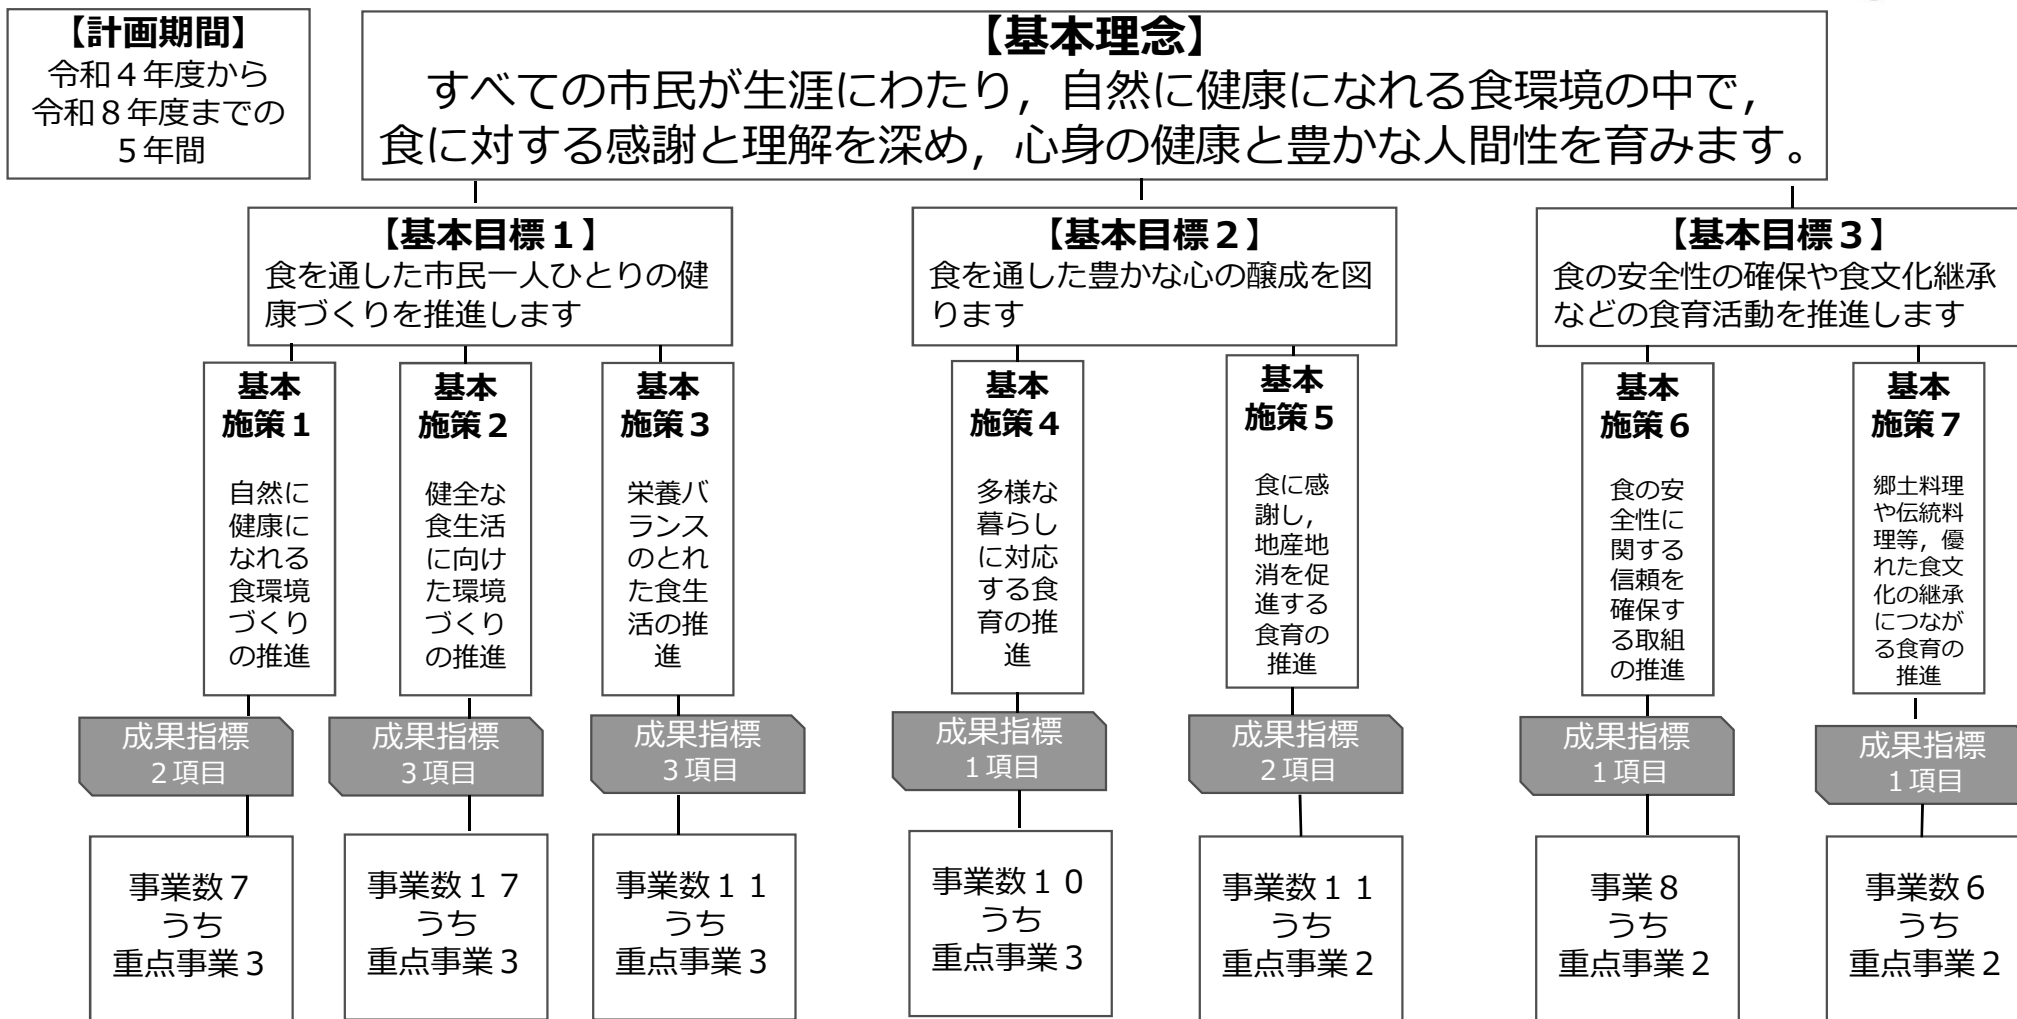 【計画期間】
令和４年度から
令和８年度までの
５年間
【基本理念】
すべての市民が生涯にわたり，自然に健康になれる食環境の中で，
食に対する感謝と理解を深め，心身の健康と豊かな人間性を育みます。
【基本目標１】
食を通した市民一人ひとりの健
康づくりを推進します
【基本目標２】
食を通した豊かな心の醸成を図
ります
【基本目標３】
食の安全性の確保や食文化継承
などの食育活動を推進します
基本
施策１
自然に
健康に
なれる
食環境
づくり
の推進
基本
施策２
健全な
食生活
に向け
た環境
づくり
の推進
基本
施策３
栄養バ
ランス
のとれ
た食生
活の推
進
基本
施策４
多様な
暮らし
に対応
する食
育の推
進
基本
施策５
食に感
謝し，
地産地
消を促
進する
食育の
推進
基本
施策６
食の安
全性に
関する
信頼を
確保す
る取組
の推進
基本
施策７
郷土料理
や伝統料
理等，優
れた食文
化の継承
につなが
る食育の
推進
成果指標
２項目
成果指標
３項目
成果指標
３項目
成果指標
１項目
成果指標
２項目
成果指標
１項目
成果指標
１項目
事業数７
うち
重点事業３
事業数１７
うち
重点事業３
事業数１１
うち
重点事業３
事業数１０
うち
重点事業３
事業数１１
うち
重点事業２
事業８
うち
重点事業２
事業数６
うち
重点事業２